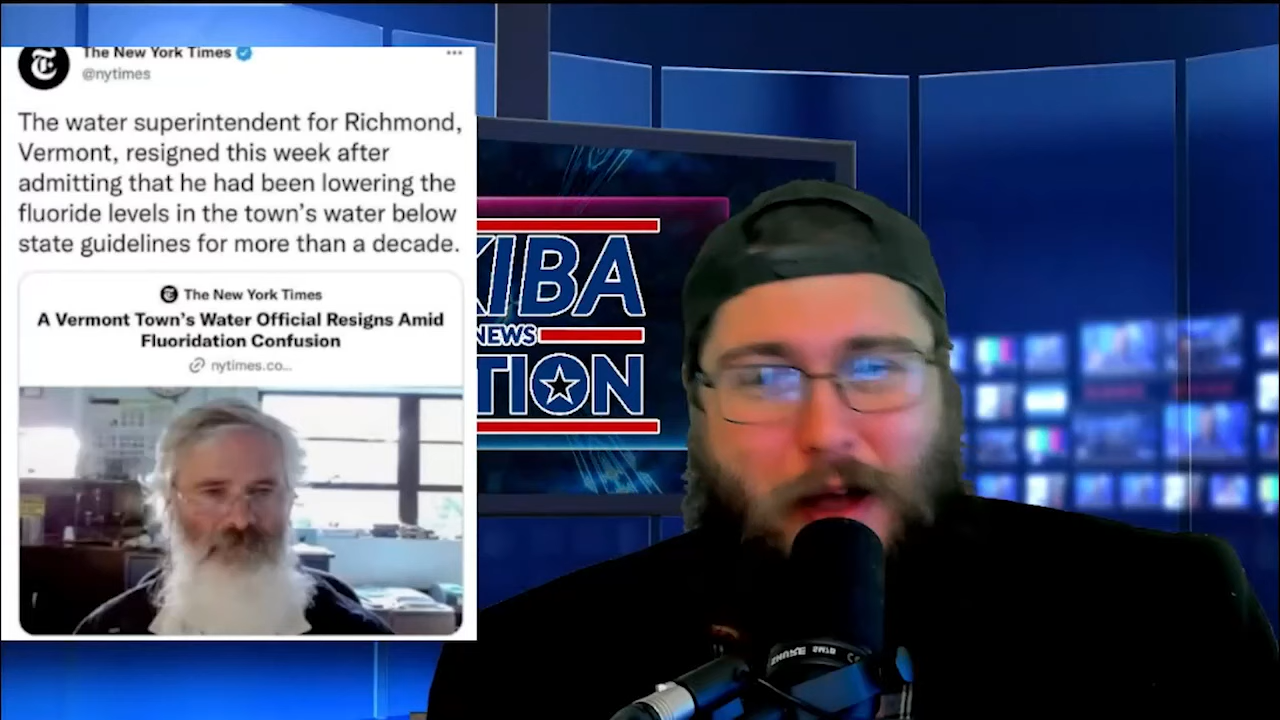 The New York Times
@nytimes
The water superintendent for Richmond,
Vermont, resigned this week after
admitting that he had been lowering the
fluoride levels in the town's water below
state guidelines for more than a decade.
The New York Times
A Vermont Town's Water Official Resigns Amid
Fluoridation Confusion
nytimes.co...
KIBA
NEWS
TION
SHURE SM7B